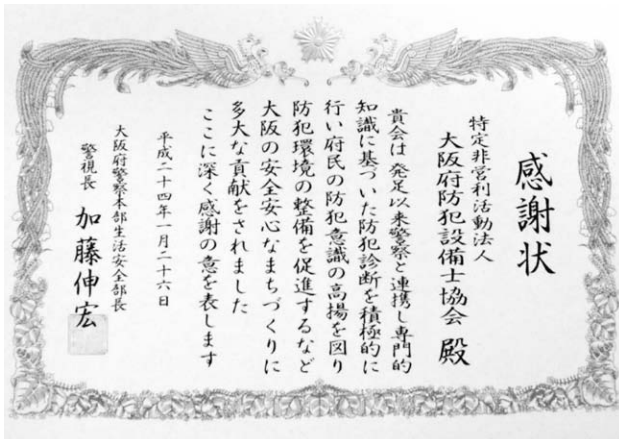 感謝状
特定非営利活動法人
大阪府防犯設備士協会 殿
貴会は発足以来警察と連携し専門的
知識に基づいた防犯診断を積極的に
行い府民の防犯意識の高揚を図り
防犯環境の整備を促進するなど
大阪の安全安心なまちづくりに
多大な貢献をされました
ここに深く感謝の意を表します
平成二十四年一月二十六日
大阪府警察本部生活安全部長
警視長 加藤伸宏